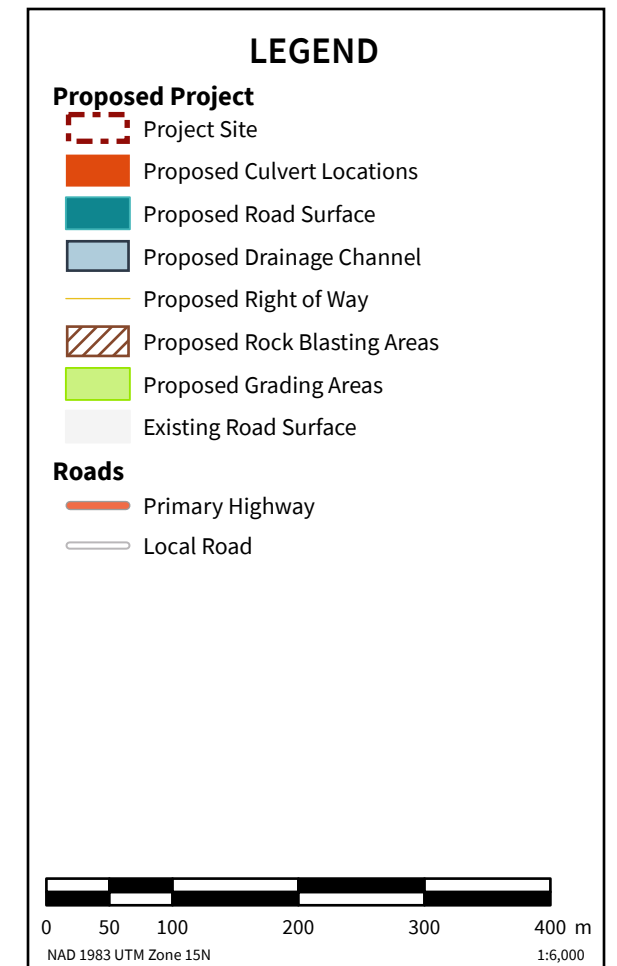 LEGEND
Proposed Project
Project Site
Proposed Culvert Locations
Proposed Road Surface
Proposed Drainage Channel
Proposed Right of Way
Proposed Rock Blasting Areas
Proposed Grading Areas
Existing Road Surface
Roads
Primary Highway
Local Road
0 50 100 200 300 400 m
NAD 1983 UTM Zone 15N 1:6,000